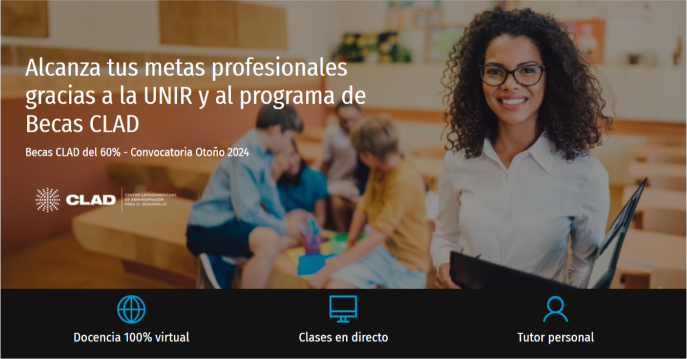 Alcanza tus metas profesionales
gracias a la UNIR y al programa de
Becas CLAD
Becas CLAD del 60% - Convocatoria Otoño 2024
CLAD
CENTRO LATINOAMERICANO
DE ADMINISTRACIÓN
PARA EL DESARROLLO
Docencia 100% virtual
Clases en directo
Tutor personal